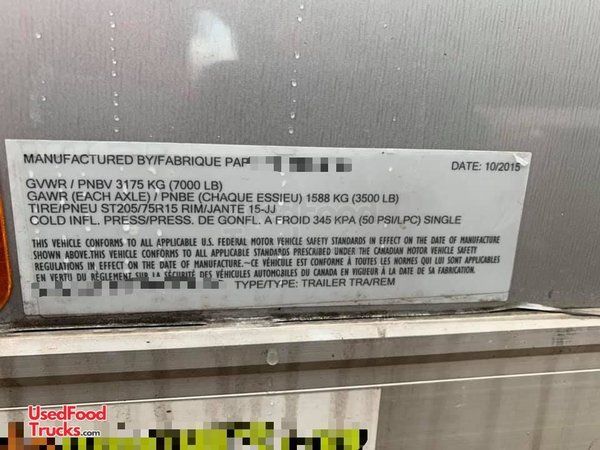 MANUFACTURED BY/FABRIQUE PAR
DATE: 10/2015
GVWR / PNBV 3175 KG (7000 LB)
GAWR (EACH AXLE) / PNBE (CHAQUE ESSIEU) 1588 KG (3500 LB)
TIRE/PNEU ST205/75R15 RIM/JANTE 15-JJ
COLD INFL. PRESS/PRESS. DE GONFL. A FROID 345 KPA (50 PSI/LPC) SINGLE
THIS VEHICLE CONFORMS TO ALL APPLICABLE U.S. FEDERAL MOTOR VEHICLE SAFETY STANDARDS IN EFFECT ON THE DATE OF MANUFACTURE
SHOWN ABOVE.THIS VEHICLE CONFORMS TO ALL APPLICABLE STANDARDS PRESCRIBED UNDER THE CANADIAN MOTOR VEHICLE SAFETY
REGULATIONS IN EFFECT ON THE DATE OF MANUFACTURE.~CE VÉHICULE EST CONFORME À TOUTES LES NORMES QUI LUI SONT APPLICABLES
EN VERTU DU RÈGLEMENT SUR LA SÉCURITÉ DES VÉHICULES AUTOMOBILES DU CANADA EN VIGUEUR À LA DATE DE SA FABRICATION.
TYPE/TYPE: TRAILER TRA/REM
UsedFood
Trucks.com